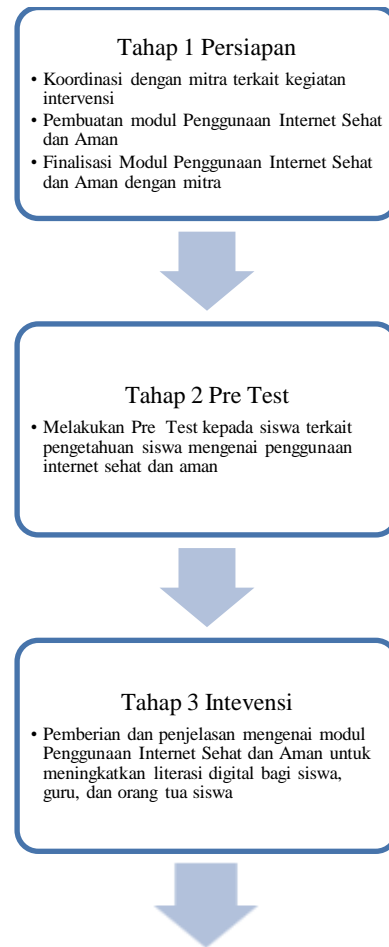 Tahap 1 Persiapan
• Koordinasi dengan mitra terkait kegiatan
intervensi
• Pembuatan modul Penggunaan Internet Sehat
dan Aman
• Finalisasi Modul Penggunaan Internet Sehat
dan Aman dengan mitra
Tahap 2 Pre Test
• Melakukan Pre Test kepada siswa terkait
pengetahuan siswa mengenai penggunaan
internet sehat dan aman
Tahap 3 Intevensi
• Pemberian dan penjelasan mengenai modul
Penggunaan Internet Sehat dan Aman untuk
meningkatkan literasi digital bagi siswa,
guru, dan orang tua siswa